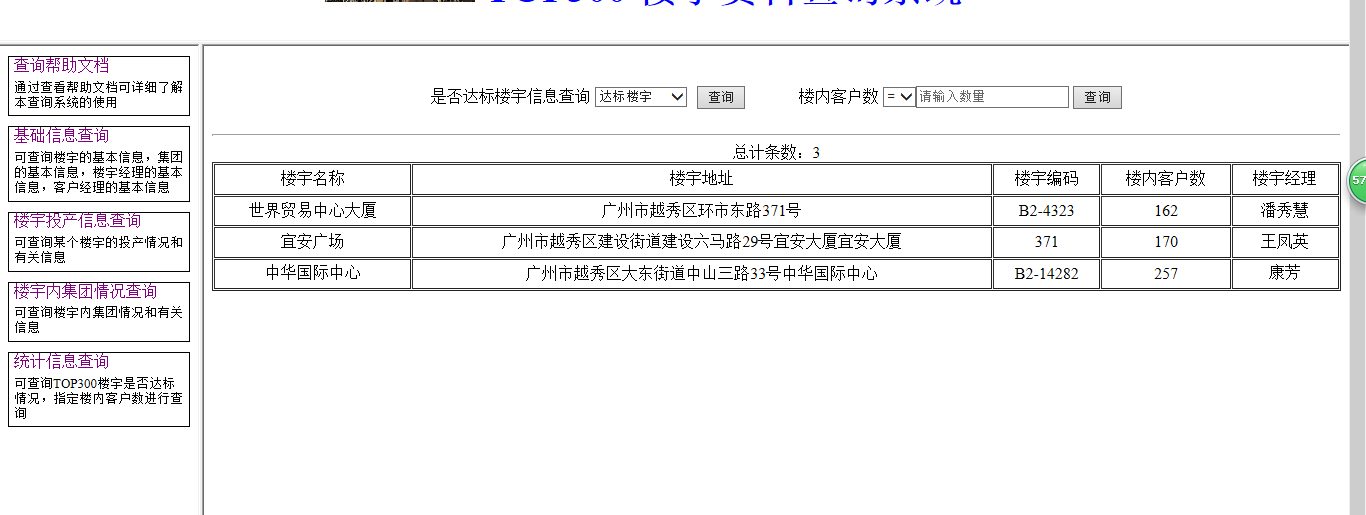 查询帮助文档
通过查看帮助文档可详细了解
本查询系统的使用
基础信息查询
可查询楼宇的基本信息，集团
的基本信息，楼宇经理的基本
信息，客户经理的基本信息
楼宇投产信息查询
可查询某个楼宇的投产情况和
有关信息
楼宇内集团情况查询
可查询楼宇内集团情况和有关
信息
统计信息查询
可查询TOP300楼宇是否达标
情况，指定楼内客户数进行查
询
是否达标楼宇信息查询 达标楼宇 查询 楼内客户数 = 请输入数量 查询
总计条数：3
楼宇名称 楼宇地址 楼宇编码 楼内客户数 楼宇经理
世界贸易中心大厦 广州市越秀区环市东路371号 B2-4323 162 潘秀慧
宜安广场 广州市越秀区建设街道建设六马路29号宜安大厦宜安大厦 371 170 王凤英
中华国际中心 广州市越秀区大东街道中山三路33号中华国际中心 B2-14282 257 康芳
57